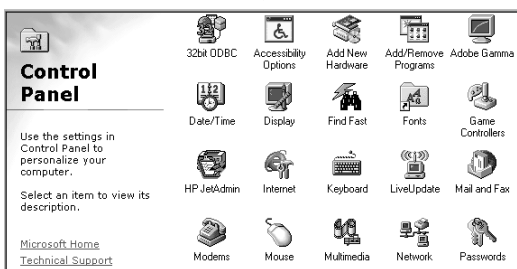 Control
Panel
Use the settings in
Control Panel to
personalize your
computer.
Select an item to view its
description.
Microsoft Home
Technical Support
32bit ODBC
Accessibility
Options
Add New
Hardware
Add/Remove
Programs
Adobe Gamma
Date/Time
Display
Find Fast
Fonts
Game
Controllers
HP JetAdmin
Internet
Keyboard
LiveUpdate
Mail and Fax
Modems
Mouse
Multimedia
Network
Passwords